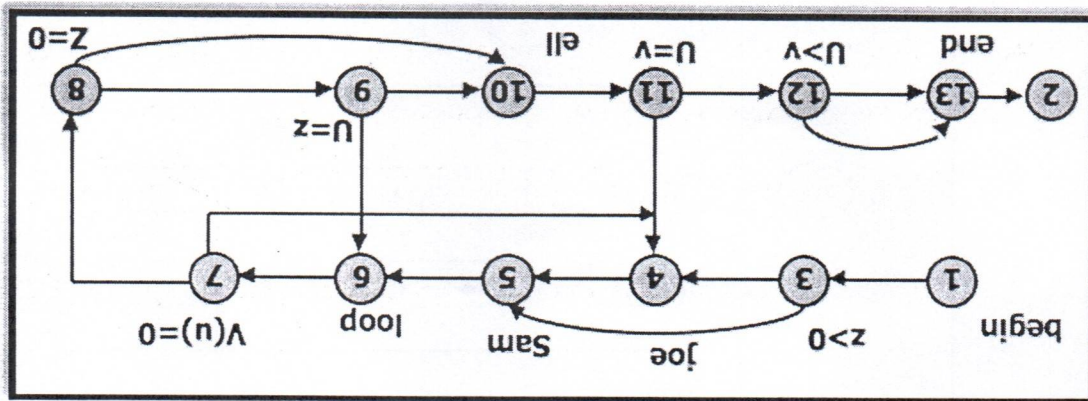 begin z>0 joe Sam loop V(u)=0
1 3 4 5 6 7
U=z
2 13 12 11 10 9 8
end U>v U=v ell Z=0